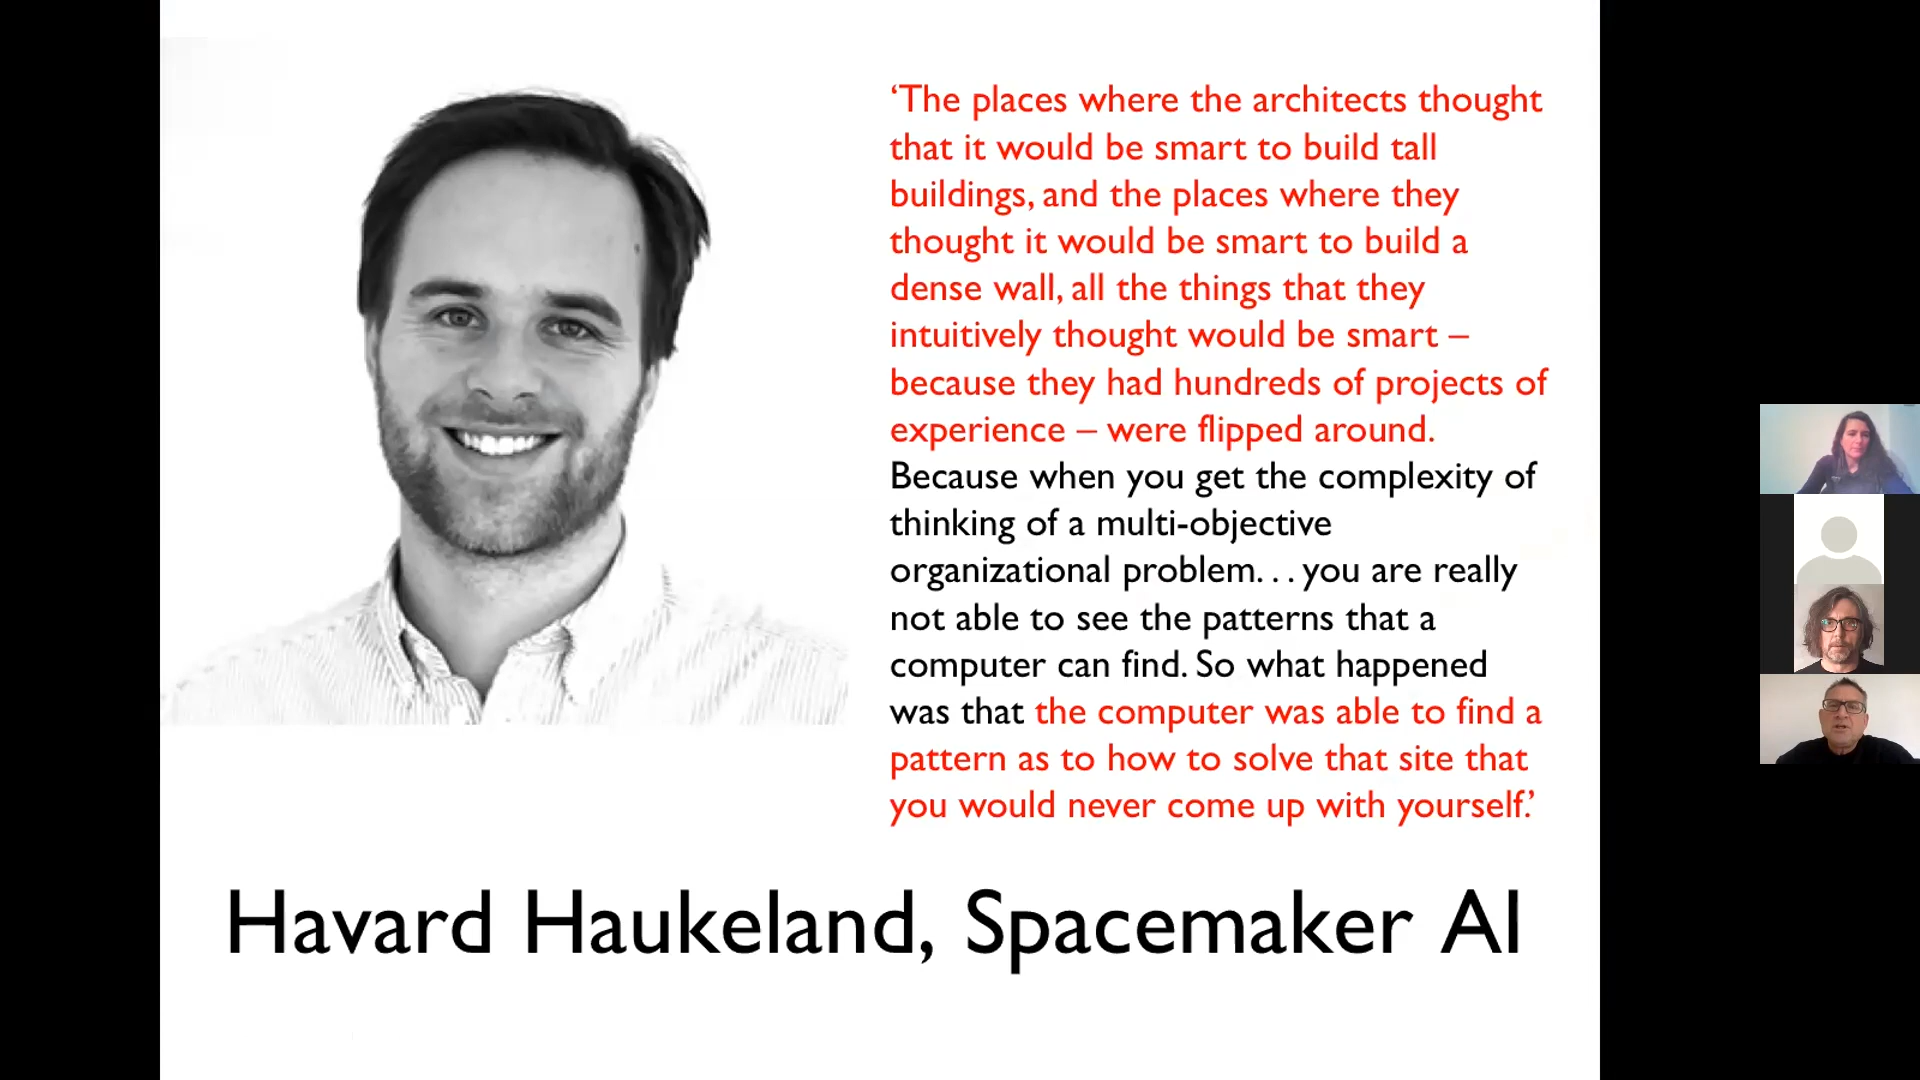 ‘The places where the architects thought
that it would be smart to build tall
buildings, and the places where they
thought it would be smart to build a
dense wall, all the things that they
intuitively thought would be smart –
because they had hundreds of projects of
experience – were flipped around.
Because when you get the complexity of
thinking of a multi-objective
organizational problem. . . you are really
not able to see the patterns that a
computer can find. So what happened
was that the computer was able to find a
pattern as to how to solve that site that
you would never come up with yourself.’
Havard Haukeland, Spacemaker AI